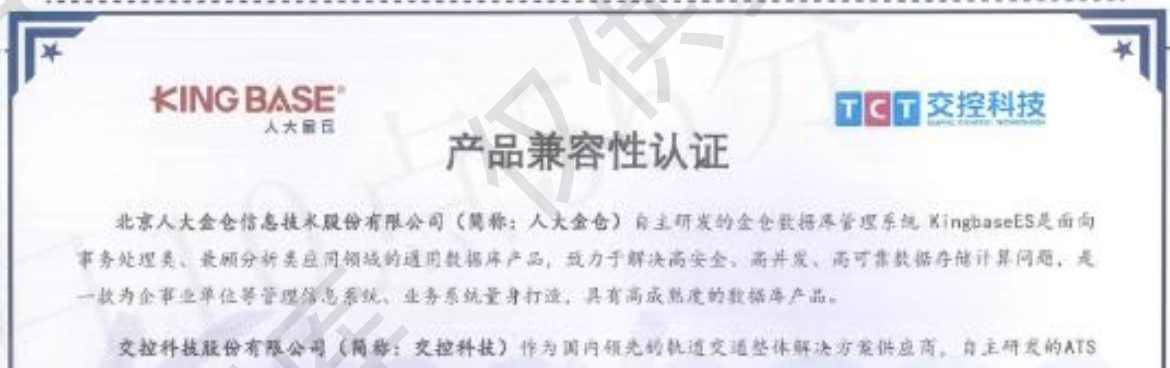 KINGBASE®
人大金仓
TCT 交控科技
产品兼容性认证
北京人大金仓信息技术股份有限公司（简称：人大金仓）自主研发的金仓数据库管理系统 KingbaseES是面向
事务处理类、兼顾分析类应用领域的通用数据库产品，致力于解决高安全、高并发、高可靠数据存储计算问题，是
一款为企事业单位等管理信息系统、业务系统量身打造，具有高成熟度的数据库产品。
交控科技股份有限公司（简称：交控科技）作为国内领先的轨道交通整体解决方案供应商，自主研发的ATS